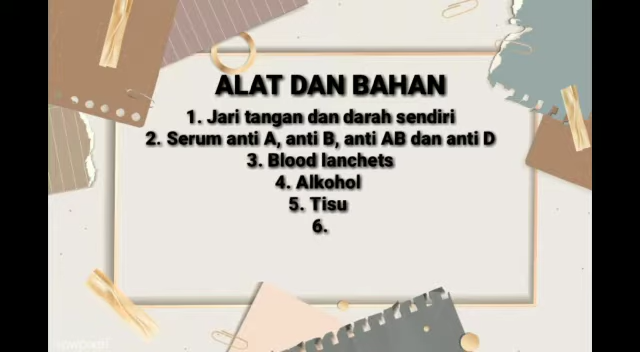 ALAT DAN BAHAN
1. Jari tangan dan darah sendiri
2. Serum anti A, anti B, anti AB dan anti D
3. Blood lanchets
4. Alkohol
5. Tisu
6.